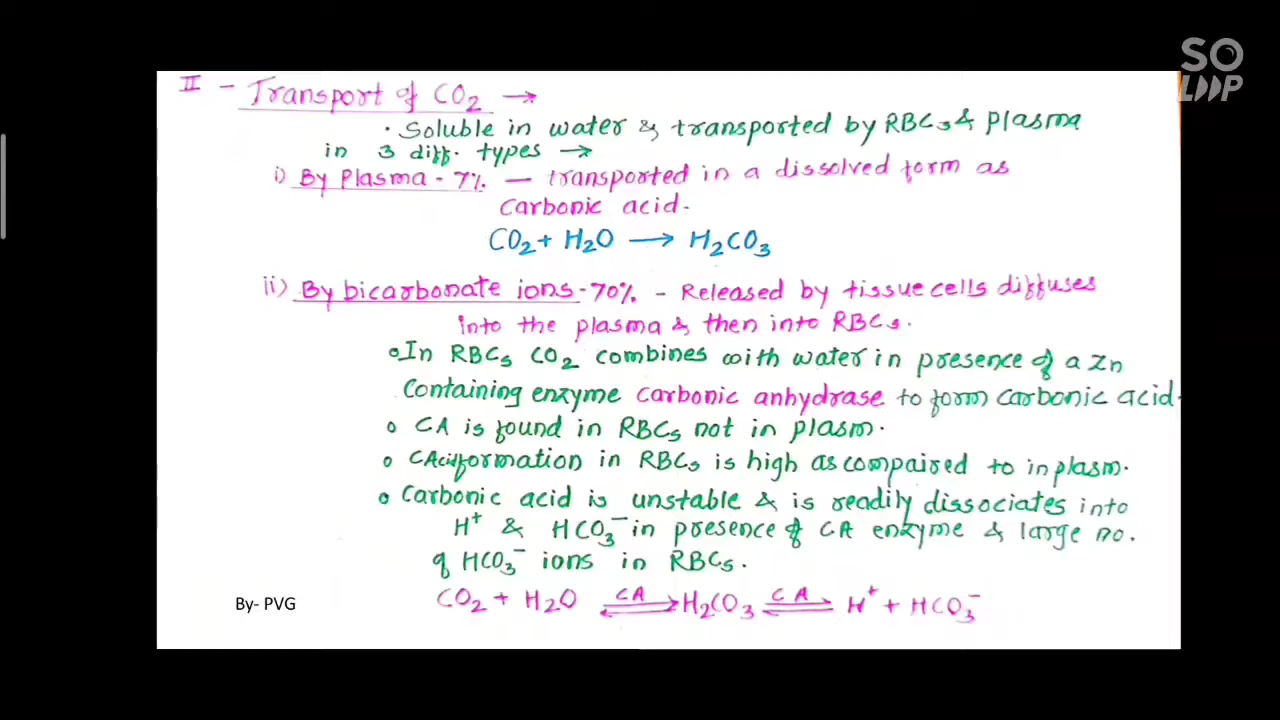 SO
LOOP
II - Transport of CO2 →
· Soluble in water & transported by RBCs & plasma
in 3 diff. types →
i) By Plasma - 7% — transported in a dissolved form as
Carbonic acid.
CO2 + H2O → H2CO3
ii) By bicarbonate ions - 70% - Released by tissue cells diffuses
into the plasma & then into RBCs.
In RBCs CO2 combines with water in presence of a Zn
Containing enzyme carbonic anhydrase to form carbonic acid.
CA is found in RBCs not in plasm.
CAcid formation in RBCs is high as compaired to in plasm.
Carbonic acid is unstable & is readily dissociates into
H+ & HCO3- in presence of CA enzyme & large no.
of HCO3- ions in RBCs.
CO2 + H2O ⇌ CA H2CO3 ⇌ CA H+ + HCO3-
By- PVG